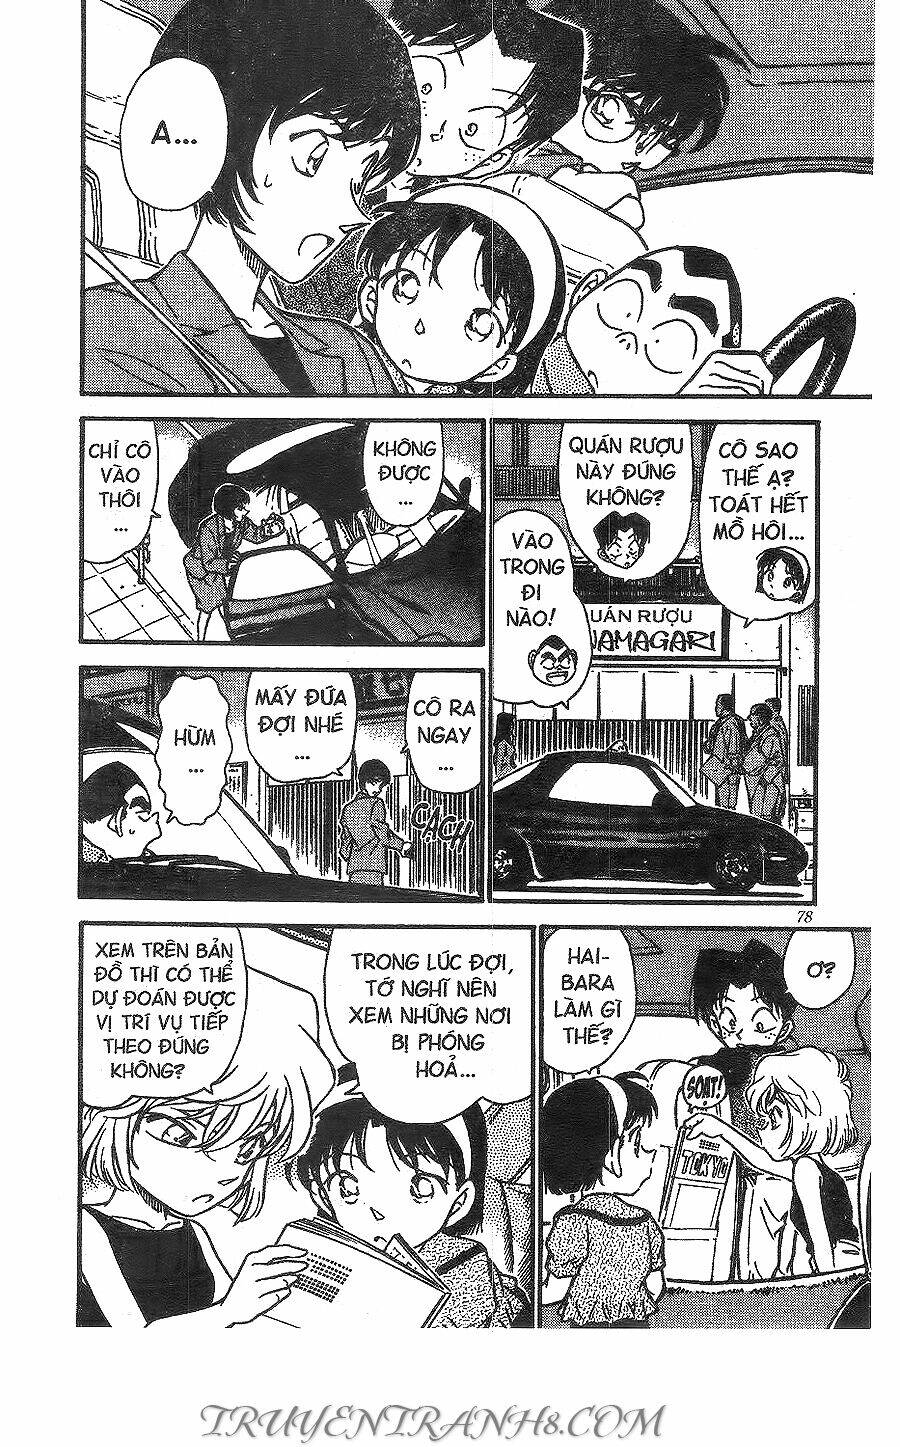 A...
CÔ SAO
THẾ Ạ?
TOÁT HẾT
MỒ HÔI...
QUÁN RƯỢU
NÀY ĐÚNG
KHÔNG?
VÀO
TRONG
ĐI
NÀO!
UÁN RƯỢU
NAMAGARI
KHÔNG
ĐƯỢC
...
CHỈ CÔ
VÀO
THÔI
...
CÔ RA
NGAY
...
MẤY ĐỨA
ĐỢI NHÉ
...
HỪM
...
CẠCH
78
Ơ?
HAI-
BARA
LÀM GÌ
THẾ?
SOẠT!
TOKYO
TRONG LÚC ĐỢI,
TỚ NGHĨ NÊN
XEM NHỮNG NƠI
BỊ PHÓNG
HOẢ...
XEM TRÊN BẢN
ĐỒ THÌ CÓ THỂ
DỰ ĐOÁN ĐƯỢC
VỊ TRÍ VỤ TIẾP
THEO ĐÚNG
KHÔNG?
TRUYENTRANH8.COM